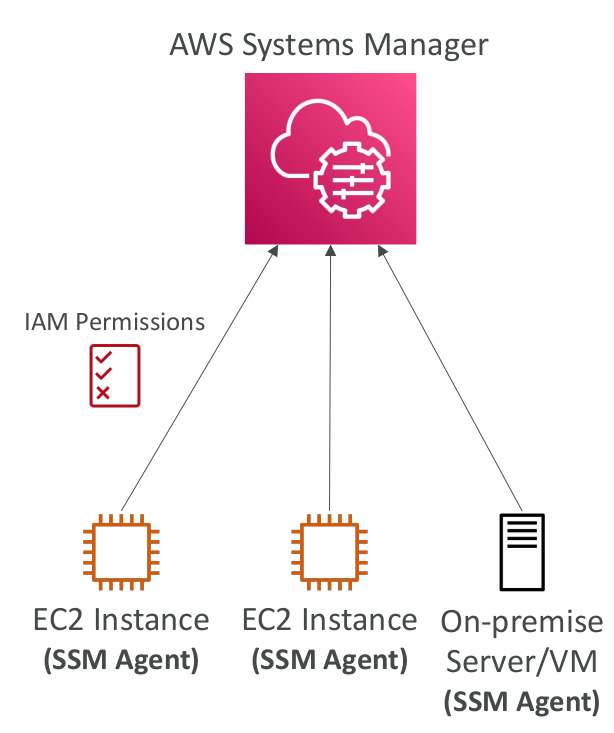 AWS Systems Manager
IAM Permissions
EC2 Instance
(SSM Agent)
EC2 Instance
(SSM Agent)
On-premise
Server/VM
(SSM Agent)